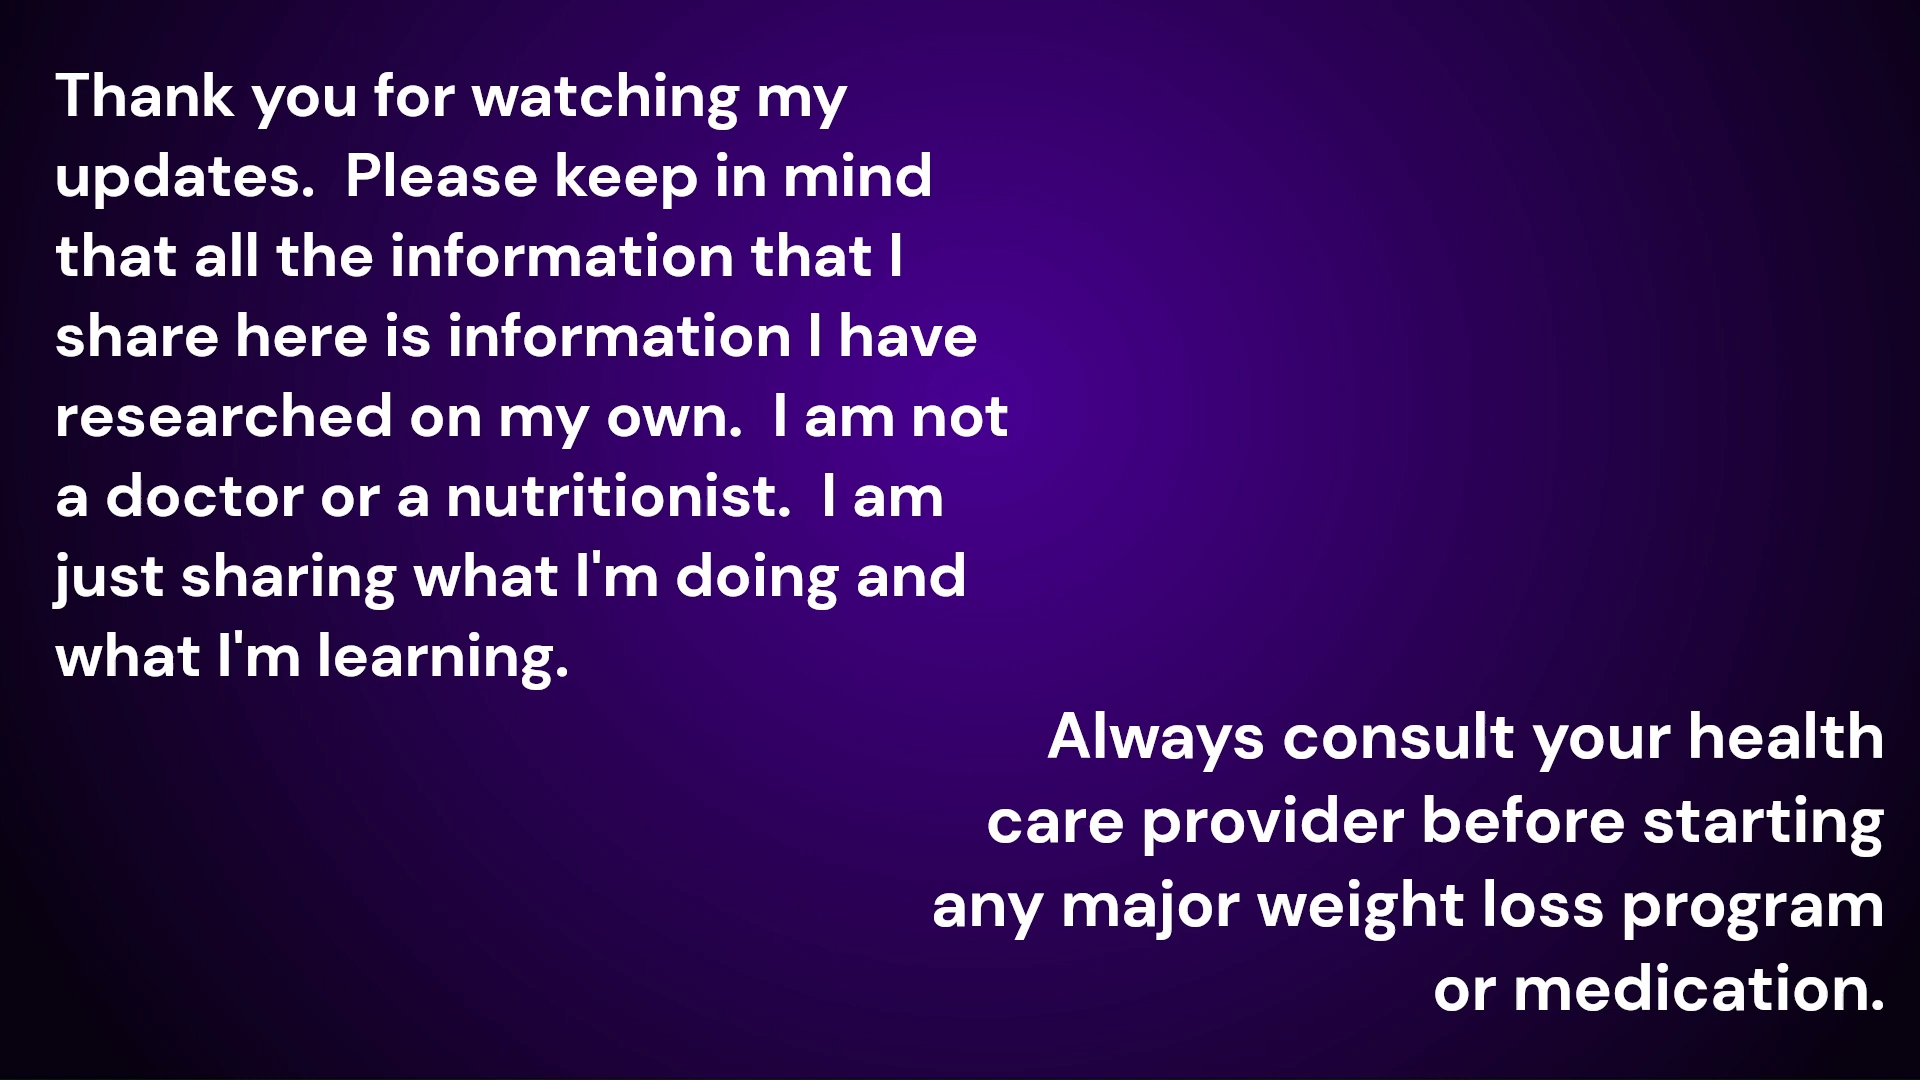 Thank you for watching my
updates.  Please keep in mind
that all the information that I
share here is information I have
researched on my own.  I am not
a doctor or a nutritionist.  I am
just sharing what I'm doing and
what I'm learning.
Always consult your health
care provider before starting
any major weight loss program
or medication.